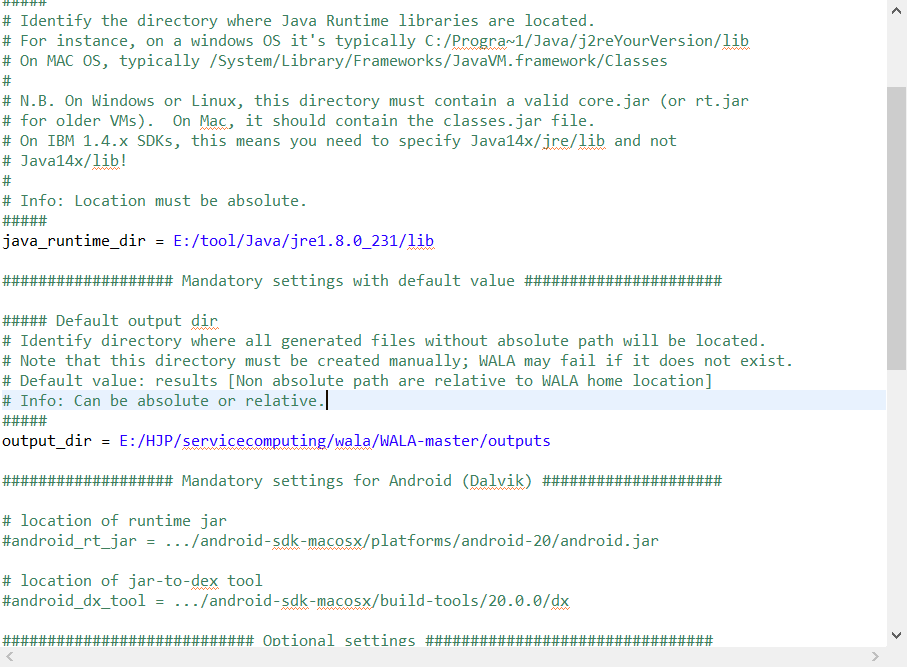 #####
# Identify the directory where Java Runtime libraries are located.
# For instance, on a windows OS it's typically C:/Progra~1/Java/j2reYourVersion/lib
# On MAC OS, typically /System/Library/Frameworks/JavaVM.framework/Classes
#
# N.B. On Windows or Linux, this directory must contain a valid core.jar (or rt.jar
# for older VMs).  On Mac, it should contain the classes.jar file.
# On IBM 1.4.x SDKs, this means you need to specify Java14x/jre/lib and not
# Java14x/lib!
#
# Info: Location must be absolute.
#####
java_runtime_dir = E:/tool/Java/jre1.8.0_231/lib
################### Mandatory settings with default value ######################
##### Default output dir
# Identify directory where all generated files without absolute path will be located.
# Note that this directory must be created manually; WALA may fail if it does not exist.
# Default value: results [Non absolute path are relative to WALA home location]
# Info: Can be absolute or relative.
#####
output_dir = E:/HJP/servicecomputing/wala/WALA-master/outputs
################### Mandatory settings for Android (Dalvik) ####################
# location of runtime jar
#android_rt_jar = .../android-sdk-macosx/platforms/android-20/android.jar
# location of jar-to-dex tool
#android_dx_tool = .../android-sdk-macosx/build-tools/20.0.0/dx
############################ Optional settings ################################